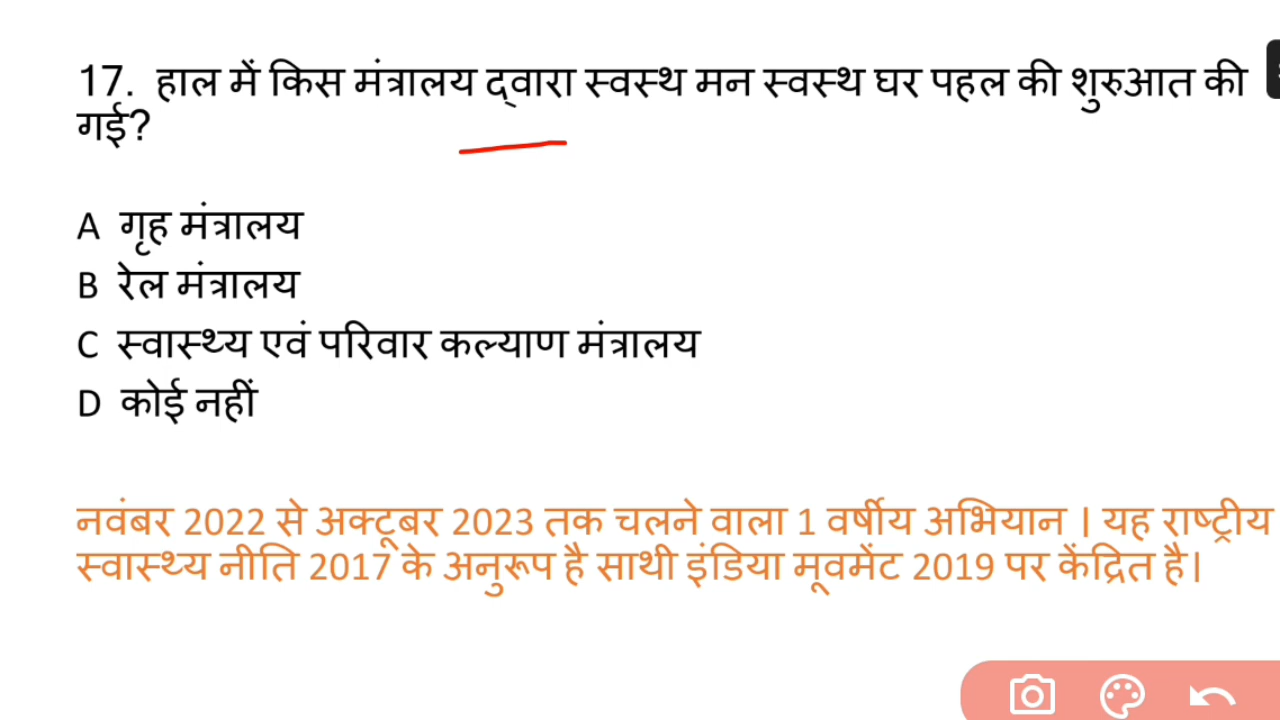 17. हाल में किस मंत्रालय द्वारा स्वस्थ मन स्वस्थ घर पहल की शुरुआत की
गई?
A गृह मंत्रालय
B रेल मंत्रालय
C स्वास्थ्य एवं परिवार कल्याण मंत्रालय
D कोई नहीं
नवंबर 2022 से अक्टूबर 2023 तक चलने वाला 1 वर्षीय अभियान | यह राष्ट्रीय
स्वास्थ्य नीति 2017 के अनुरूप है साथी इंडिया मूवमेंट 2019 पर केंद्रित है।